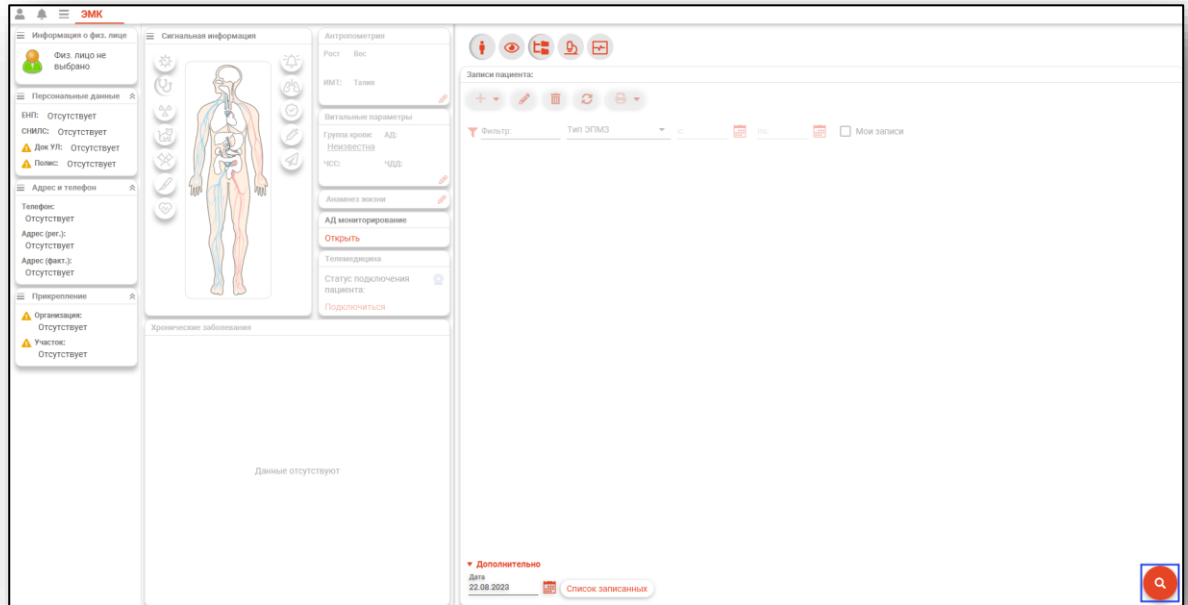 ЭМК
Информация о физ. лице
Физ. лицо не
выбрано
Персональные данные
ЕНП: Отсутствует
СНИЛС: Отсутствует
Док УЛ: Отсутствует
Полис: Отсутствует
Адрес и телефон
Телефон:
Отсутствует
Адрес (рег.):
Отсутствует
Адрес (факт.):
Отсутствует
Прикрепление
Организация:
Отсутствует
Участок:
Отсутствует
Сигнальная информация
Антропометрия
Рост Вес
ИМТ: Талия
Витальные параметры
Группа крови: АД:
Неизвестна
ЧСС: ЧДД:
Анамнез жизни
АД мониторирование
Открыть
Телемедицина
Статус подключения
пациента:
Подключиться
Хронические заболевания
Данные отсутствуют
Записи пациента:
Фильтр: Тип ЭПМЗ с: по: Мои записи
Дополнительно
Дата
22.08.2023 Список записанных